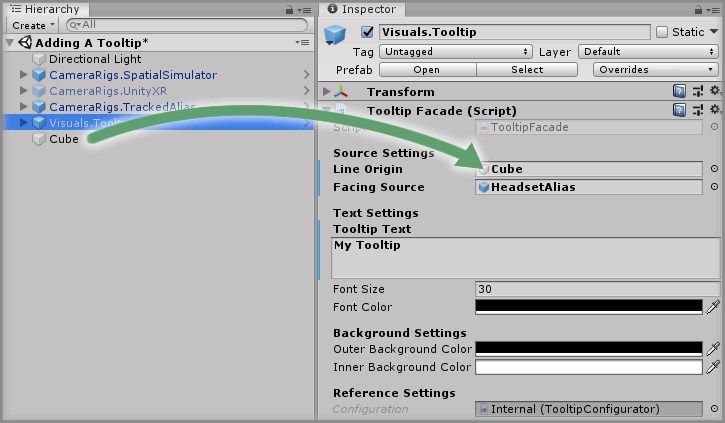 Hierarchy
Create
All
Adding A Tooltip*
Directional Light
CameraRigs.SpatialSimulator
CameraRigs.UnityXR
CameraRigs.TrackedAlias
Visuals.Toolt
Cube
Inspector
Visuals.Tooltip
Static
Tag Untagged Layer Default
Prefab Open Select Overrides
Transform
Tooltip Facade (Script)
Script TooltipFacade
Source Settings
Line Origin Cube
Facing Source HeadsetAlias
Text Settings
Tooltip Text
My Tooltip
Font Size 30
Font Color
Background Settings
Outer Background Color
Inner Background Color
Reference Settings
Configuration Internal (TooltipConfigurator)